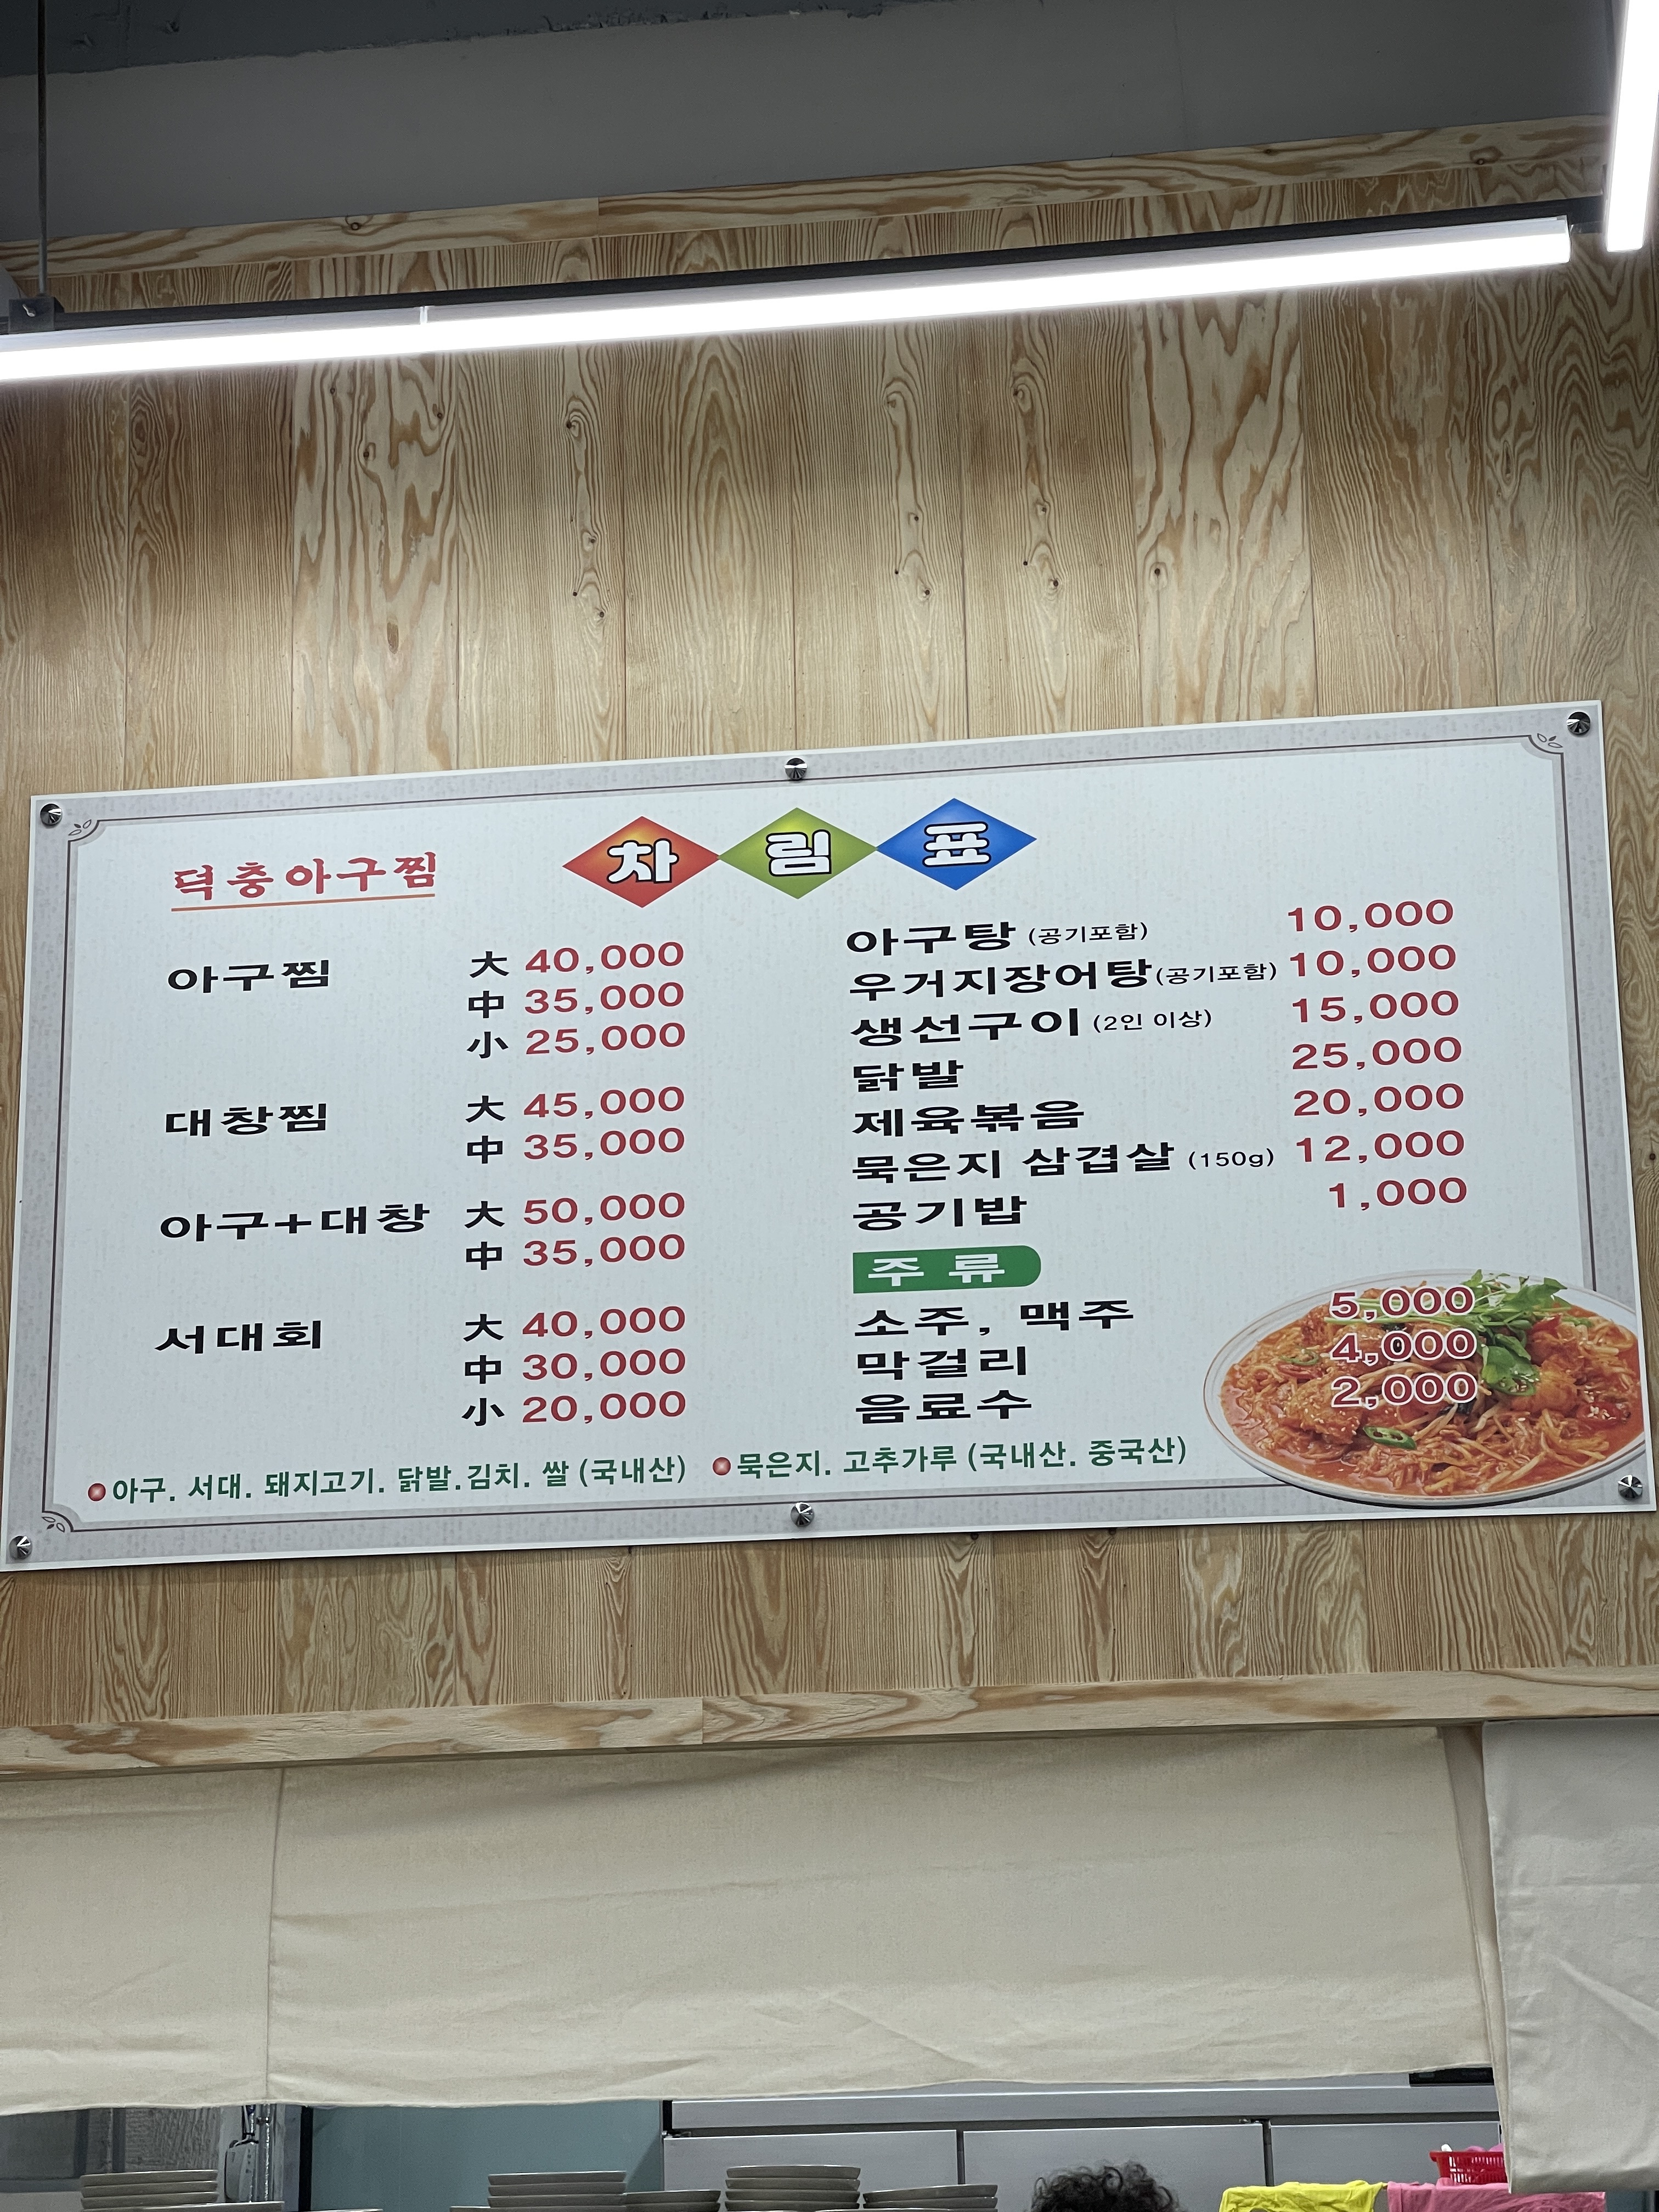 덕충아구찜
차림표
아구찜 大 40,000
中 35,000
小 25,000
대창찜 大 45,000
中 35,000
아구+대창 大 50,000
中 35,000
서대회 大 40,000
中 30,000
小 20,000
아구탕 (공기포함) 10,000
우거지장어탕(공기포함) 10,000
생선구이 (2인 이상) 15,000
닭발 25,000
제육볶음 20,000
묵은지 삼겹살 (150g) 12,000
공기밥 1,000
주류
소주, 맥주 5,000
막걸리 4,000
음료수 2,000
아구. 서대. 돼지고기. 닭발.김치. 쌀 (국내산) 묵은지. 고추가루 (국내산. 중국산)